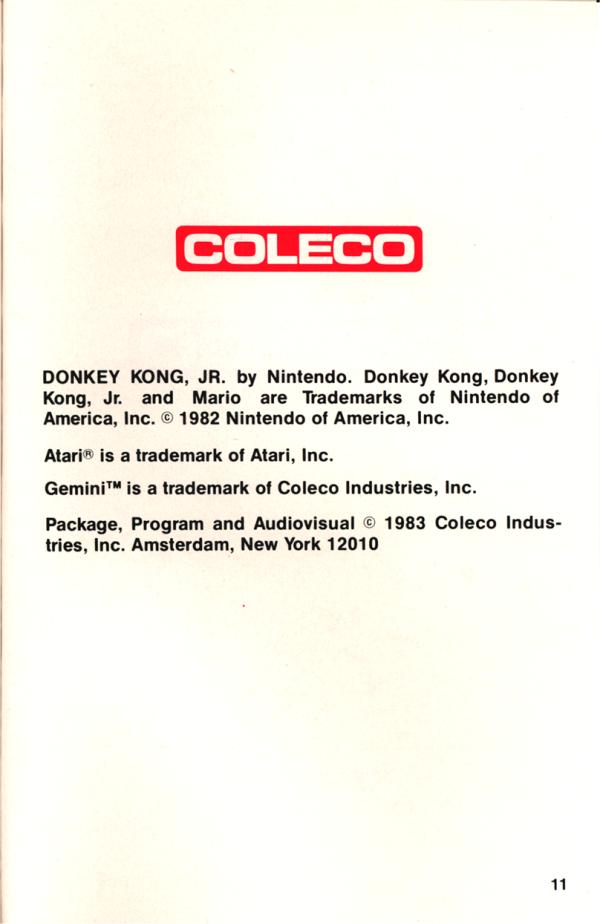 COLECO
DONKEY KONG, JR. by Nintendo. Donkey Kong, Donkey
Kong, Jr. and Mario are Trademarks of Nintendo of
America, Inc. © 1982 Nintendo of America, Inc.
Atari® is a trademark of Atari, Inc.
Gemini™ is a trademark of Coleco Industries, Inc.
Package, Program and Audiovisual © 1983 Coleco Indus-
tries, Inc. Amsterdam, New York 12010
11